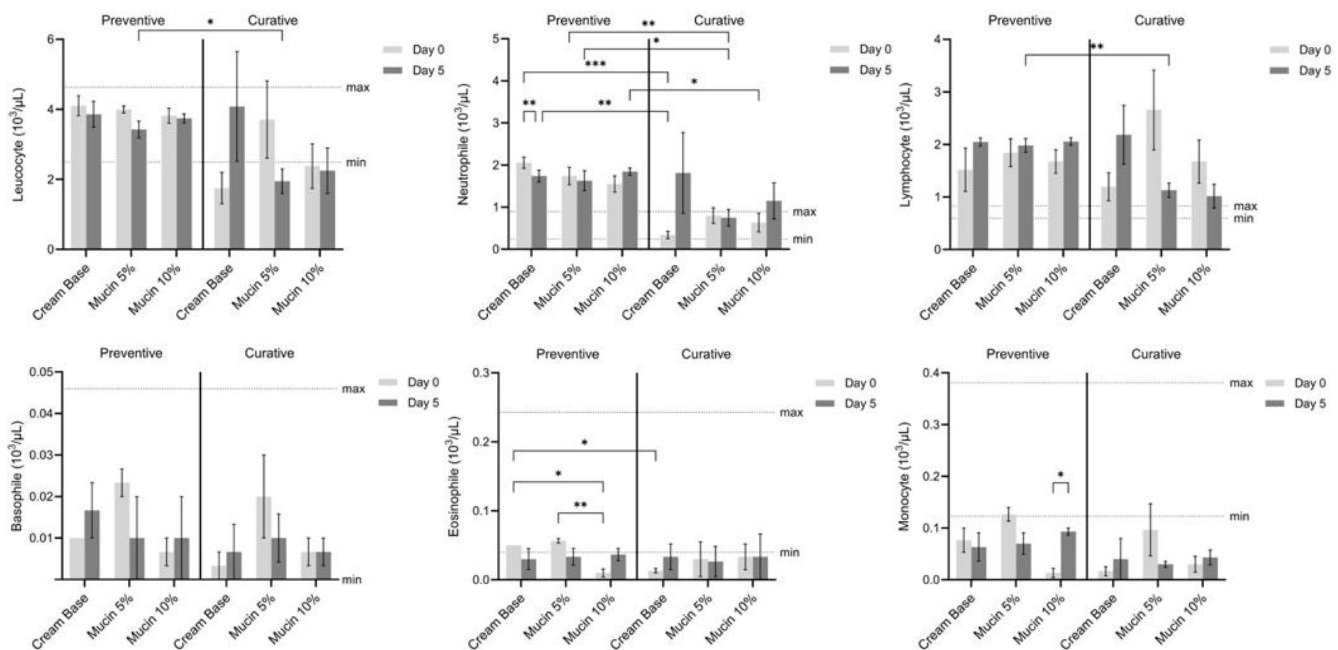 Preventive * Curative
Leucocyte (10³/µL)
6
4
2
0
max
min
Day 0
Day 5
Cream Base
Mucin 5%
Mucin 10%
Cream Base
Mucin 5%
Mucin 10%
Preventive ** Curative
*
***
*
**
**
Neutrophile (10³/µL)
5
4
3
2
1
0
max
min
Day 0
Day 5
Cream Base
Mucin 5%
Mucin 10%
Cream Base
Mucin 5%
Mucin 10%
Preventive Curative
**
Lymphocyte (10³/µL)
4
3
2
1
0
max
min
Day 0
Day 5
Cream Base
Mucin 5%
Mucin 10%
Cream Base
Mucin 5%
Mucin 10%
Preventive Curative
Basophile (10³/µL)
0.05
0.04
0.03
0.02
0.01
max
min
Day 0
Day 5
Cream Base
Mucin 5%
Mucin 10%
Cream Base
Mucin 5%
Mucin 10%
Preventive Curative
*
*
**
Eosinophile (10³/µL)
0.3
0.2
0.1
0.0
max
min
Day 0
Day 5
Cream Base
Mucin 5%
Mucin 10%
Cream Base
Mucin 5%
Mucin 10%
Preventive Curative
*
Monocyte (10³/µL)
0.4
0.3
0.2
0.1
0.0
max
min
Day 0
Day 5
Cream Base
Mucin 5%
Mucin 10%
Cream Base
Mucin 5%
Mucin 10%